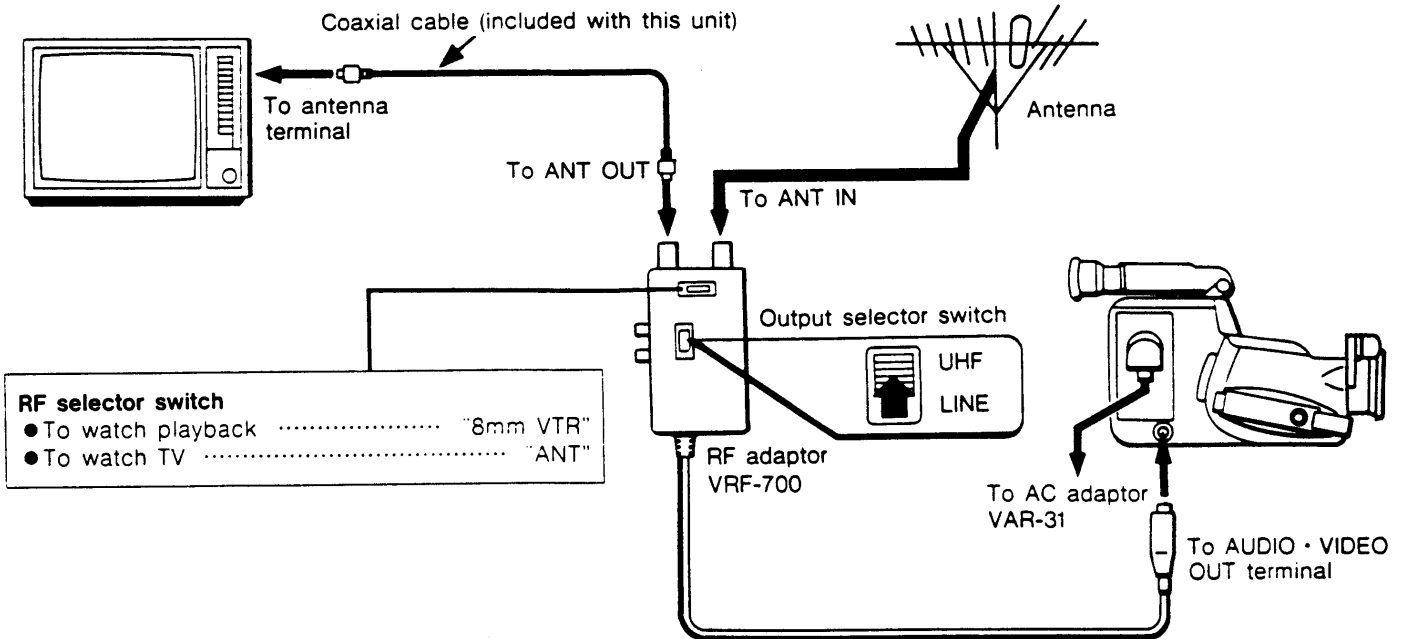 Coaxial cable (included with this unit)
To antenna
terminal
Antenna
To ANT OUT
To ANT IN
Output selector switch
UHF
LINE
RF selector switch
●To watch playback ····················· "8mm VTR"
●To watch TV ······································· "ANT"
RF adaptor
VRF-700
To AC adaptor
VAR-31
To AUDIO・VIDEO
OUT terminal